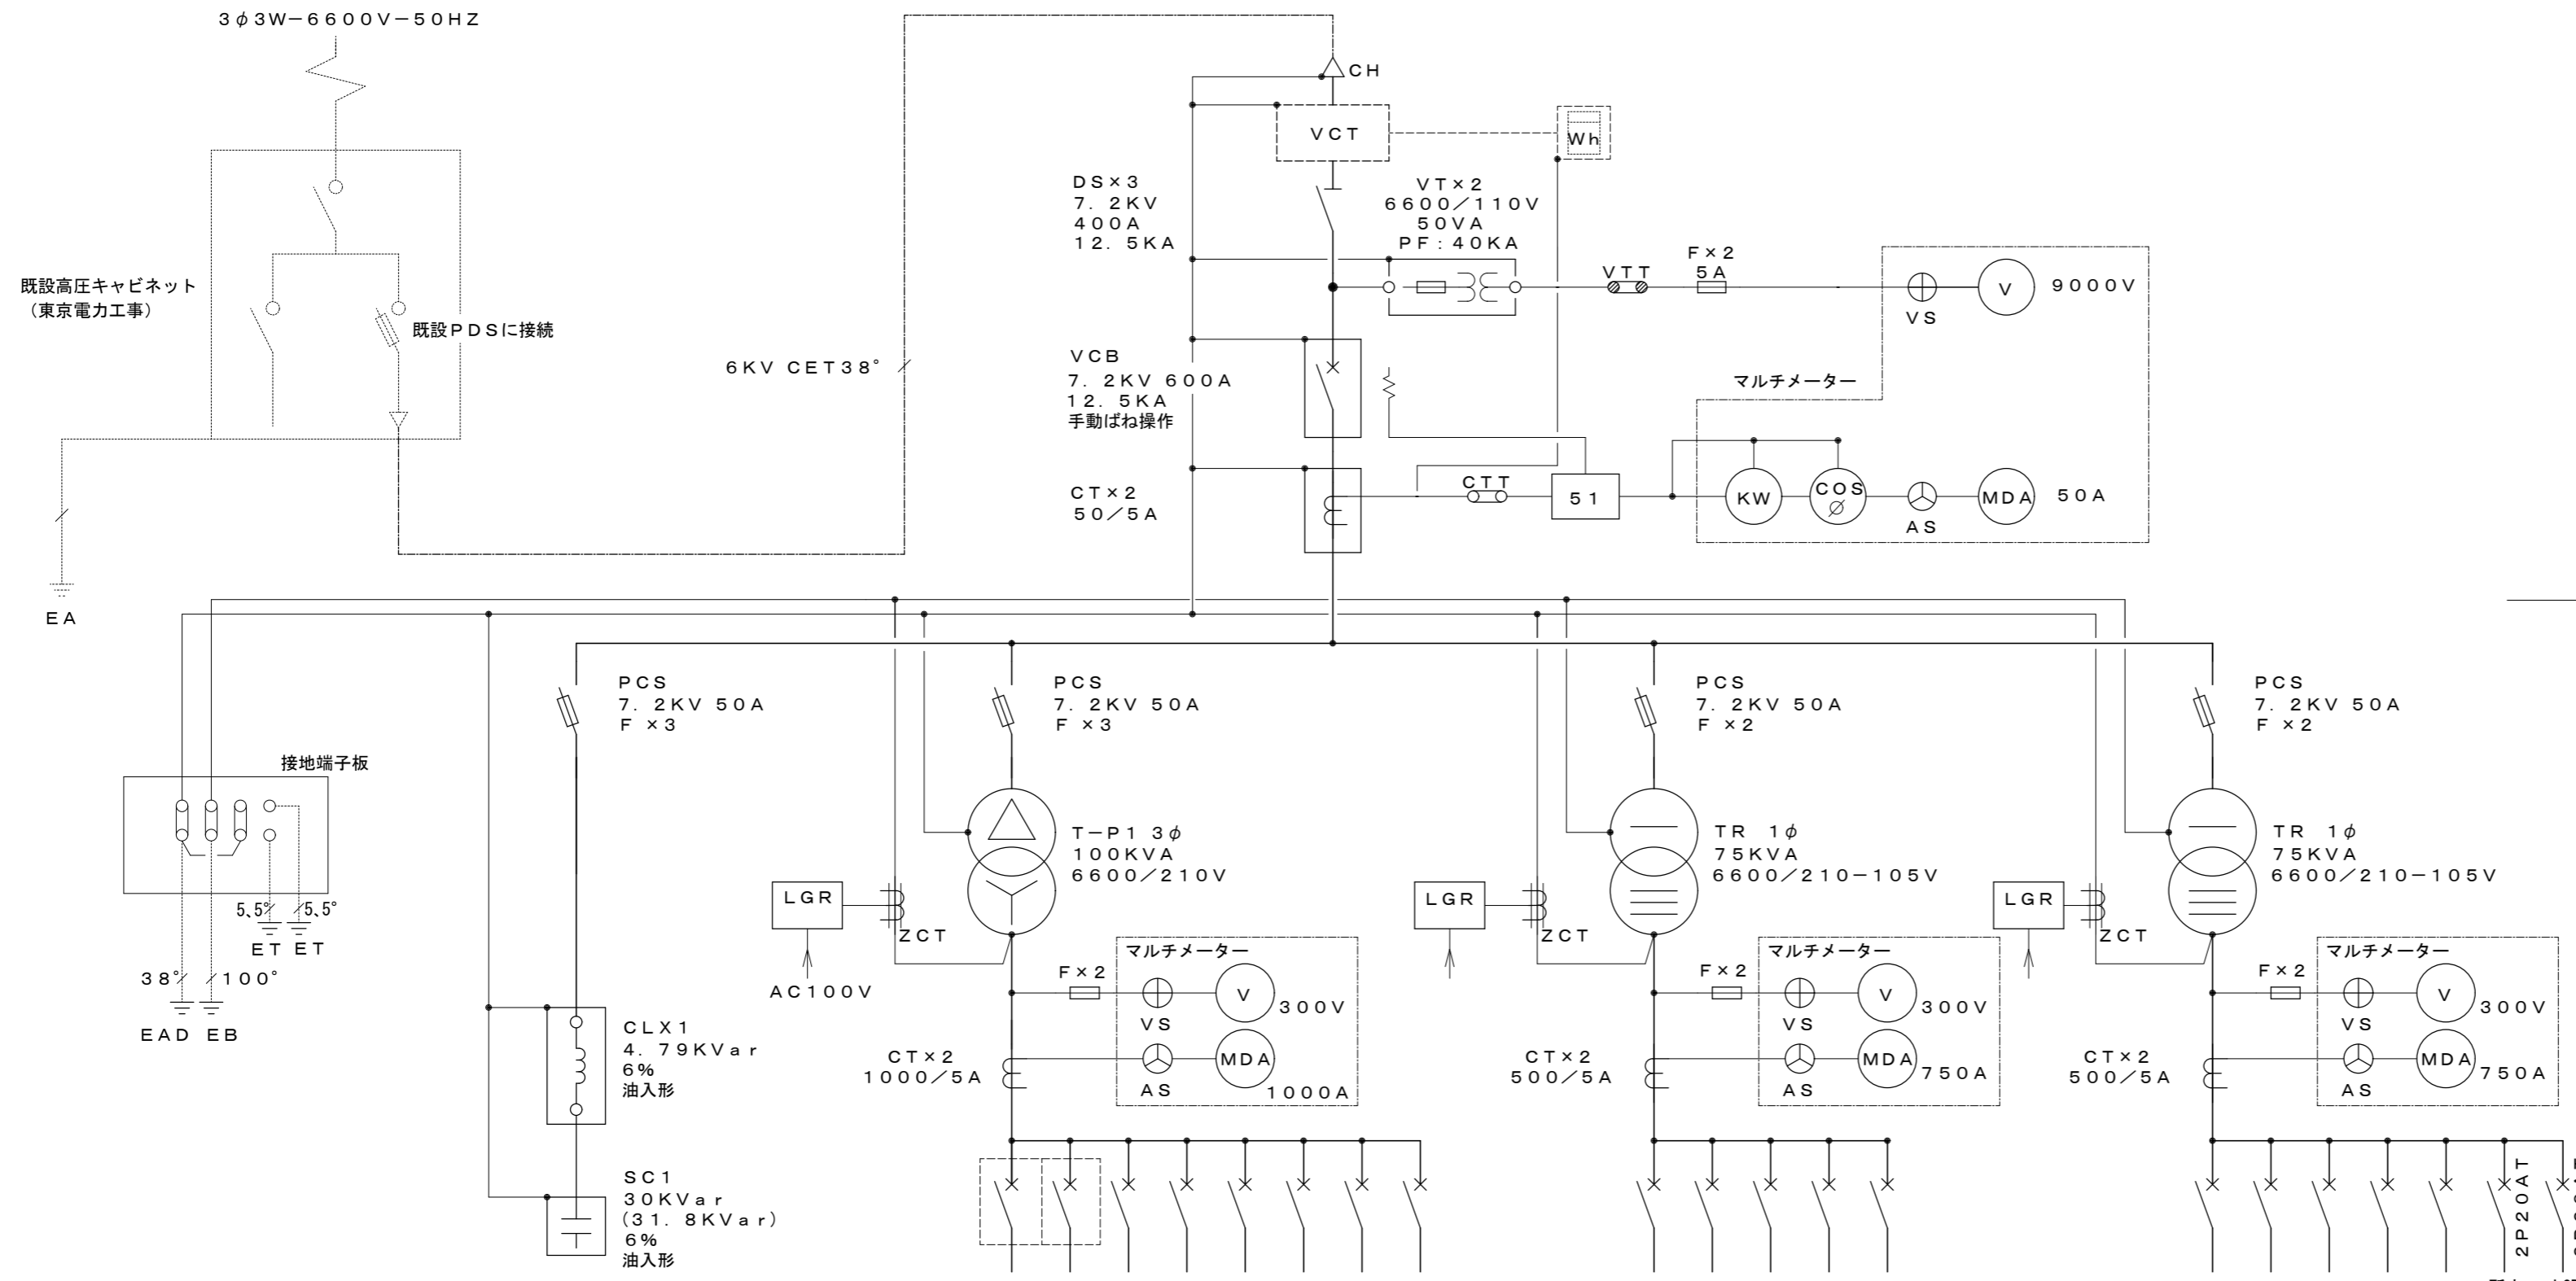 3φ3W－6600V－50HZ
既設高圧キャビネット
（東京電力工事）
既設PDSに接続
EA
6KV CET38°
CH
VCT
Wh
DS×3
7．2KV
400A
12．5KA
VT×2
6600／110V
50VA
PF：40KA
VTT
F×2
5A
VS
V
9000V
VCB
7．2KV 600A
12．5KA
手動ばね操作
マルチメーター
CT×2
50／5A
CTT
51
KW
COS
φ
AS
MDA
50A
接地端子板
5､5°
5､5°
ET
ET
38°
100°
EAD
EB
PCS
7．2KV 50A
F ×3
CLX1
4．79KVar
6%
油入形
SC1
30KVar
(31．8KVar)
6%
油入形
PCS
7．2KV 50A
F ×3
T－P1 3φ
100KVA
6600／210V
LGR
ZCT
AC100V
マルチメーター
F×2
VS
V
300V
CT×2
1000／5A
AS
MDA
1000A
PCS
7．2KV 50A
F ×2
TR 1φ
75KVA
6600／210－105V
LGR
ZCT
マルチメーター
F×2
VS
V
300V
CT×2
500／5A
AS
MDA
750A
PCS
7．2KV 50A
F ×2
TR 1φ
75KVA
6600／210－105V
LGR
ZCT
マルチメーター
F×2
VS
V
300V
CT×2
500／5A
AS
MDA
750A
2P20AT